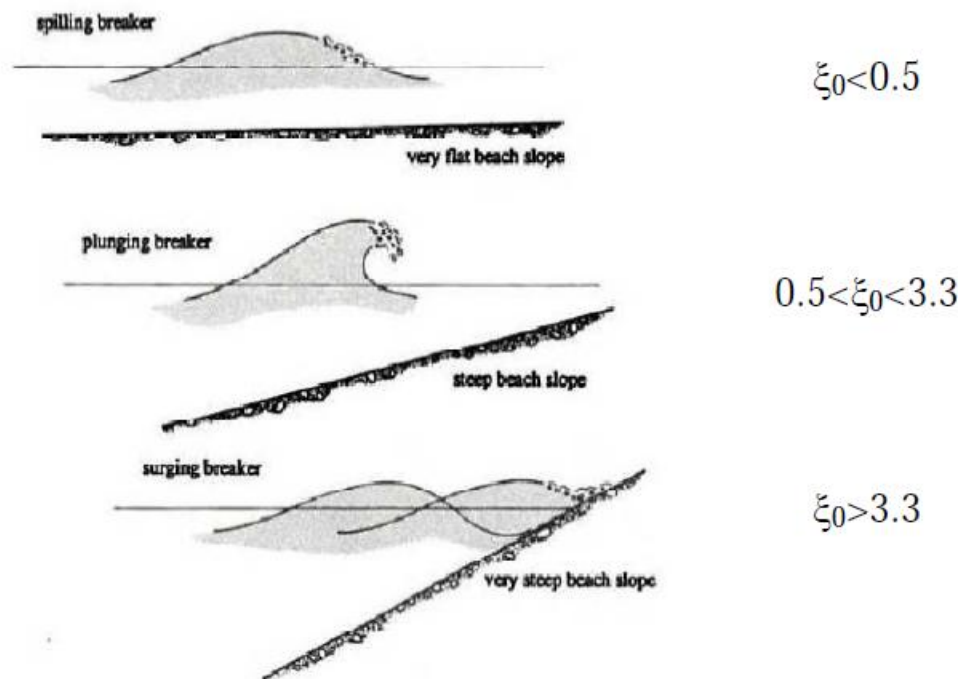 spilling breaker
ξ₀<0.5
very flat beach slope
plunging breaker
0.5<ξ₀<3.3
steep beach slope
surging breaker
ξ₀>3.3
very steep beach slope